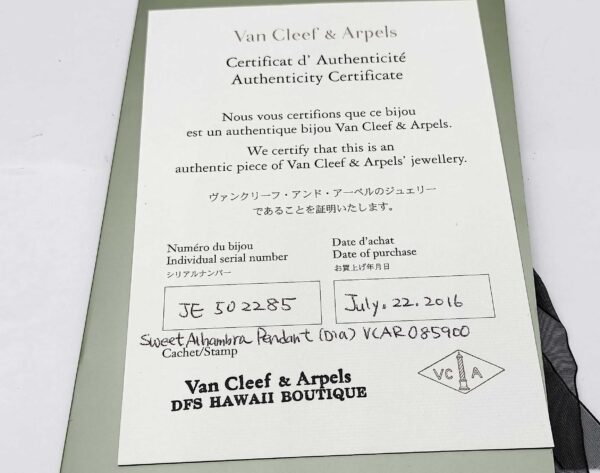 Van Cleef & Arpels
Certificat d' Authenticité
Authenticity Certificate
Nous vous certifions que ce bijou
est un authentique bijou Van Cleef & Arpels.
We certify that this is an
authentic piece of Van Cleef & Arpels' jewellery.
ヴァンクリーフ・アンド・アーペルのジュエリー
であることを証明いたします。
Numéro du bijou
Individual serial number
シリアルナンバー
JE 502285
Date d'achat
Date of purchase
お買上げ年月日
July. 22. 2016
Sweet Alhambra Pendant (Dia) VCAR085900
Cachet/Stamp
Van Cleef & Arpels
DFS HAWAII BOUTIQUE
VC A